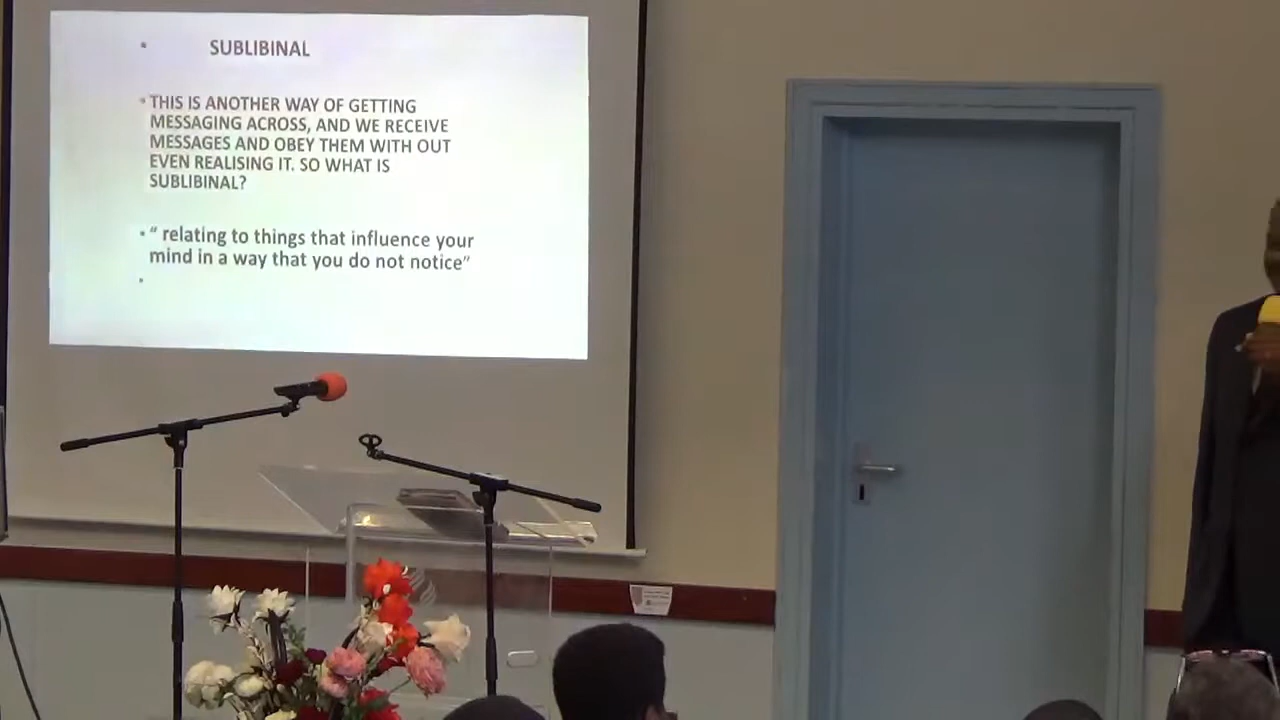 • SUBLIBINAL
• THIS IS ANOTHER WAY OF GETTING
MESSAGING ACROSS, AND WE RECEIVE
MESSAGES AND OBEY THEM WITH OUT
EVEN REALISING IT. SO WHAT IS
SUBLIBINAL?
• “ relating to things that influence your
mind in a way that you do not notice”
•